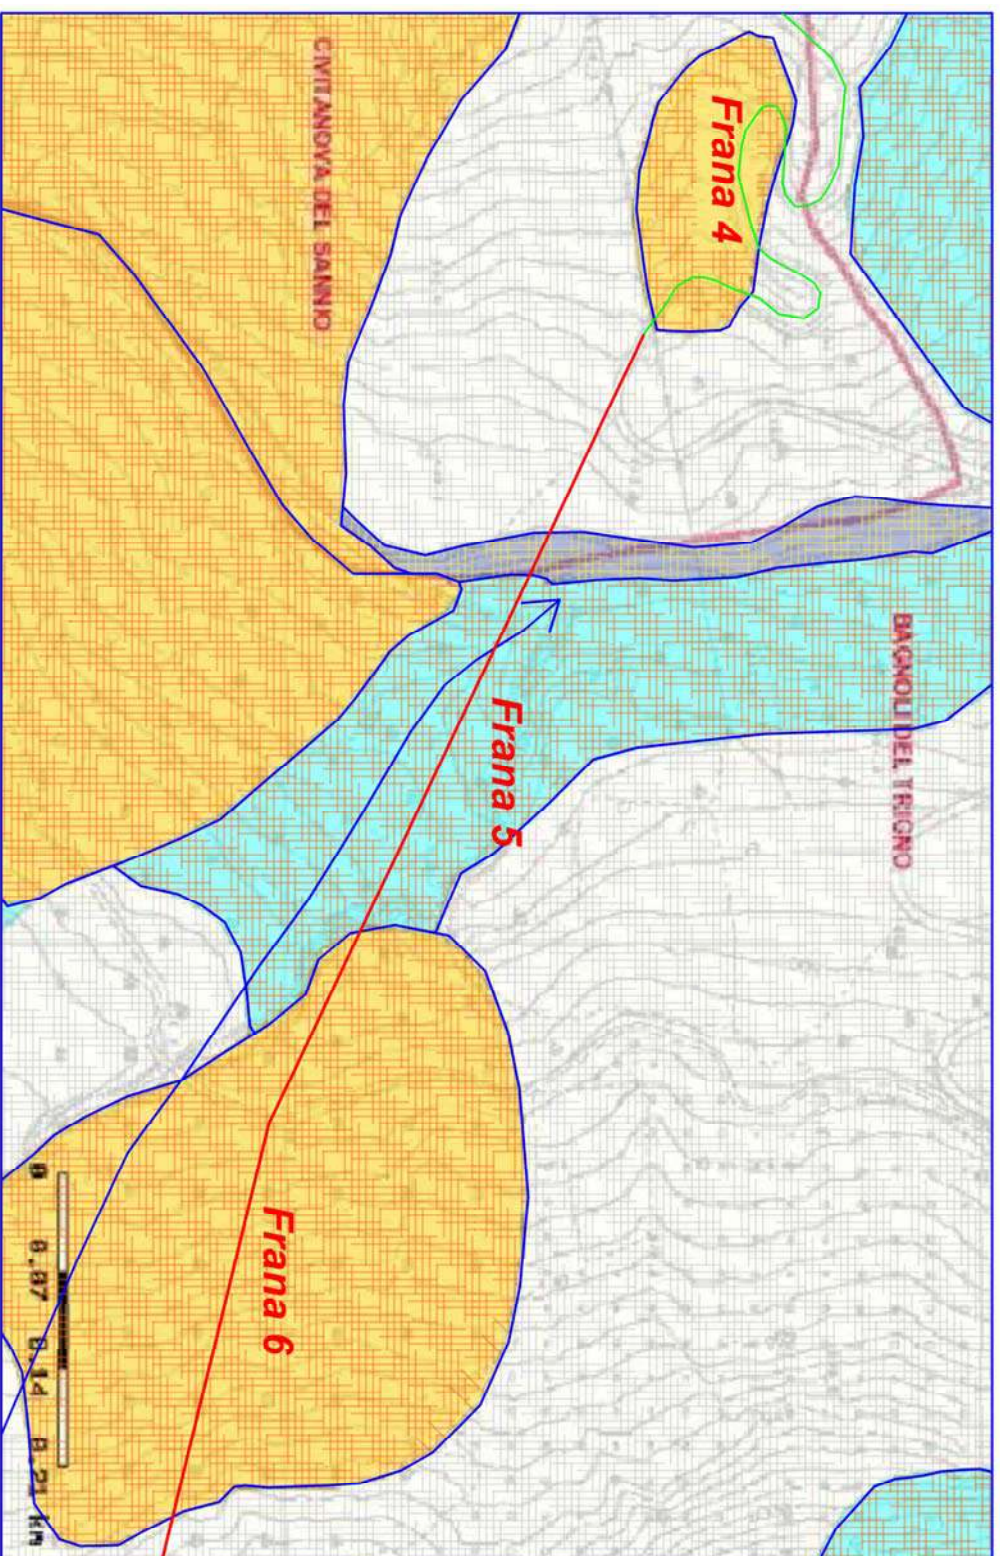 BAGNOLI DEL TRIGNO
Frana 4
Frana 5
CIVITANOVA DEL SANNIO
Frana 6
0 0.07 0.14 0.21 km